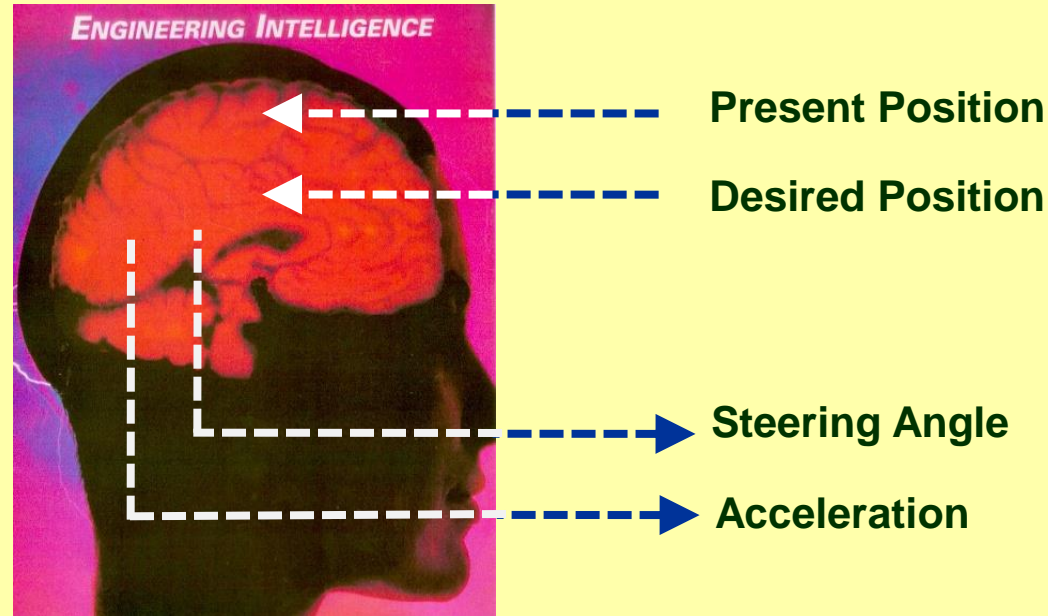 ENGINEERING INTELLIGENCE
Present Position
Desired Position
Steering Angle
Acceleration